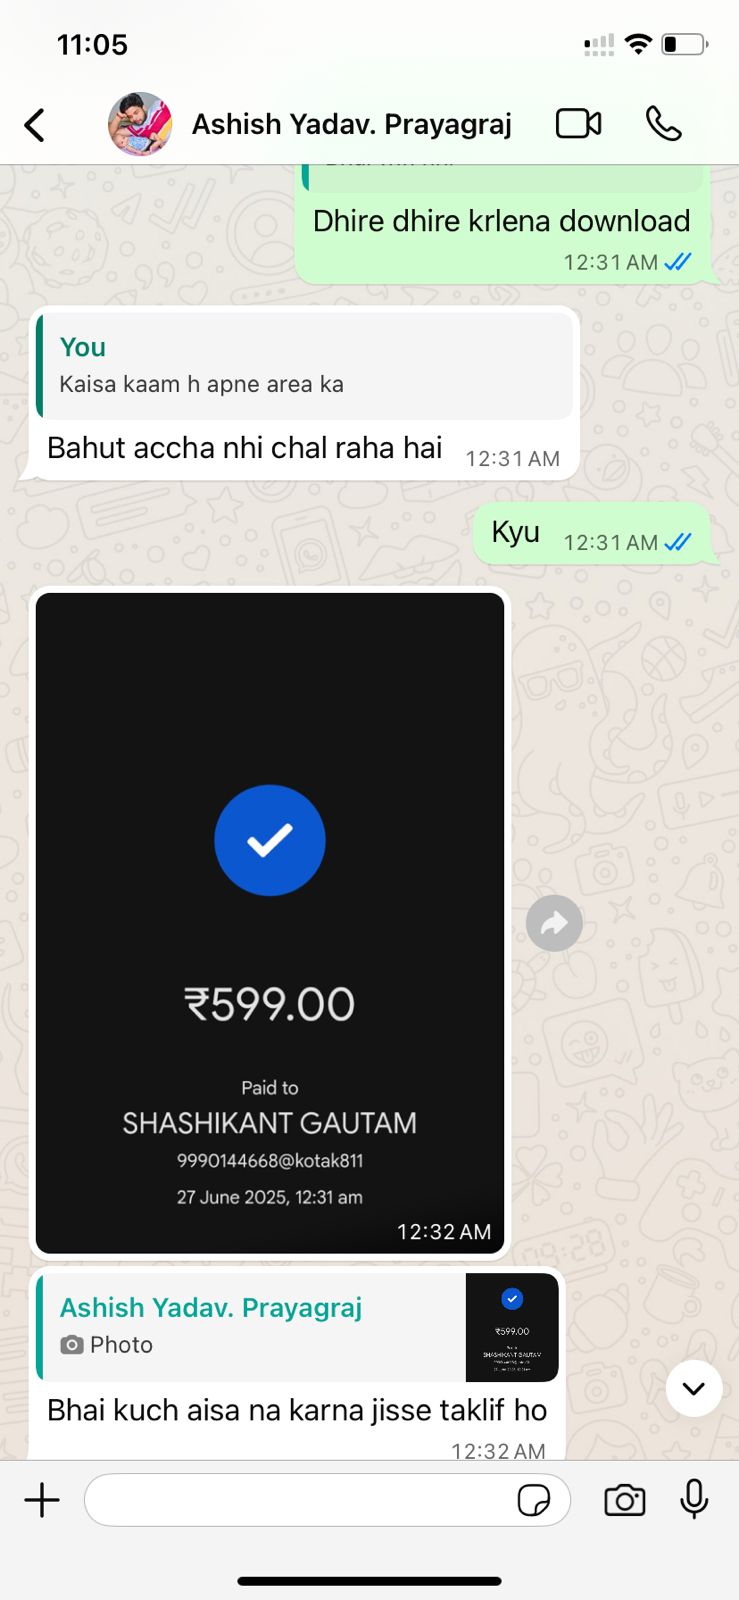 11:05
Ashish Yadav. Prayagraj
Dhire dhire krlena download
12:31 AM
You
Kaisa kaam h apne area ka
Bahut accha nhi chal raha hai
12:31 AM
Kyu
12:31 AM
₹599.00
Paid to
SHASHIKANT GAUTAM
9990144668@kotak811
27 June 2025, 12:31 am
12:32 AM
Ashish Yadav. Prayagraj
Photo
₹599.00
SHASHIKANT GAUTAM
Bhai kuch aisa na karna jisse taklif ho
12:32 AM